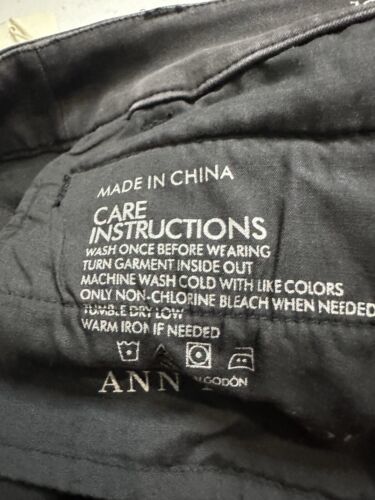 MADE IN CHINA
CARE
INSTRUCTIONS
WASH ONCE BEFORE WEARING
TURN GARMENT INSIDE OUT
MACHINE WASH COLD WITH LIKE COLORS
ONLY NON-CHLORINE BLEACH WHEN NEEDED
TUMBLE DRY LOW
WARM IRON IF NEEDED
ANN